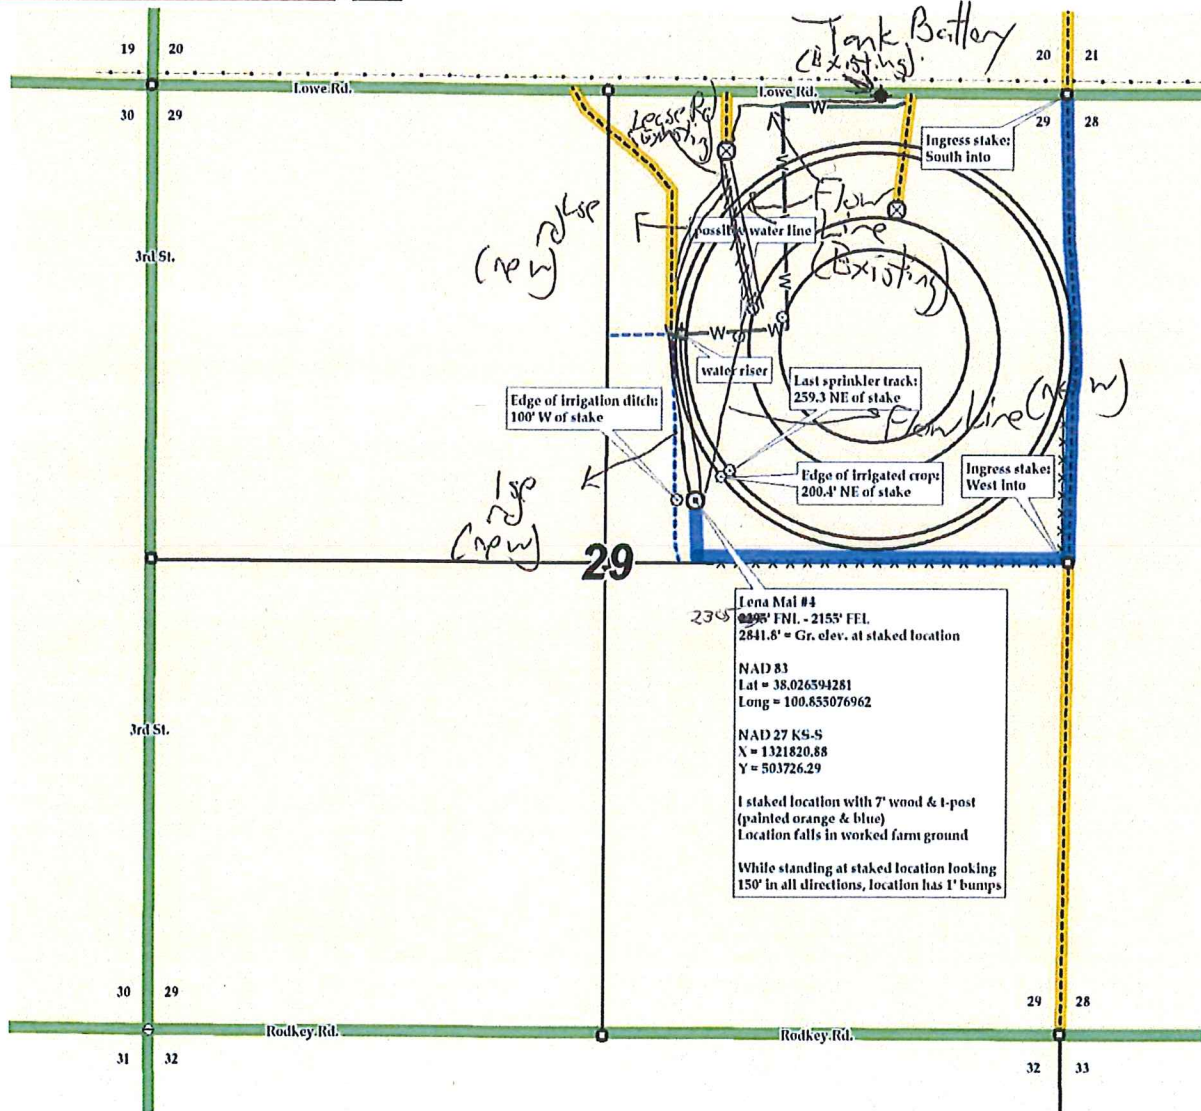 Tank Battery
(Existing)
19 20
20 21
Lowe Rd.
Lowe Rd.
30 29
29 28
W
Lease Rd
Existing
Ingress stake:
South into
W
Flow
Line
(Existing)
possible water line
lse
rd
(new)
3rd St.
W
W W
water riser
Last sprinkler track:
259.3 NE of stake
Edge of irrigation ditch:
100' W of stake
Flow Line (new)
Edge of irrigated crop:
200.4' NE of stake
Ingress stake:
West into
lse
rd
(new)
29
Lena Mai #4
FNL - 2155' FEL
2841.8' = Gr. elev. at staked location
NAD 83
Lat = 38.026594281
Long = 100.855076962
NAD 27 KS-S
X = 1321820.88
Y = 503726.29
I staked location with 7' wood & t-post
(painted orange & blue)
Location falls in worked farm ground
While standing at staked location looking
150' in all directions, location has 1' bumps
3rd St.
30 29
29 28
Rodkey Rd.
Rodkey Rd.
31 32
32 33